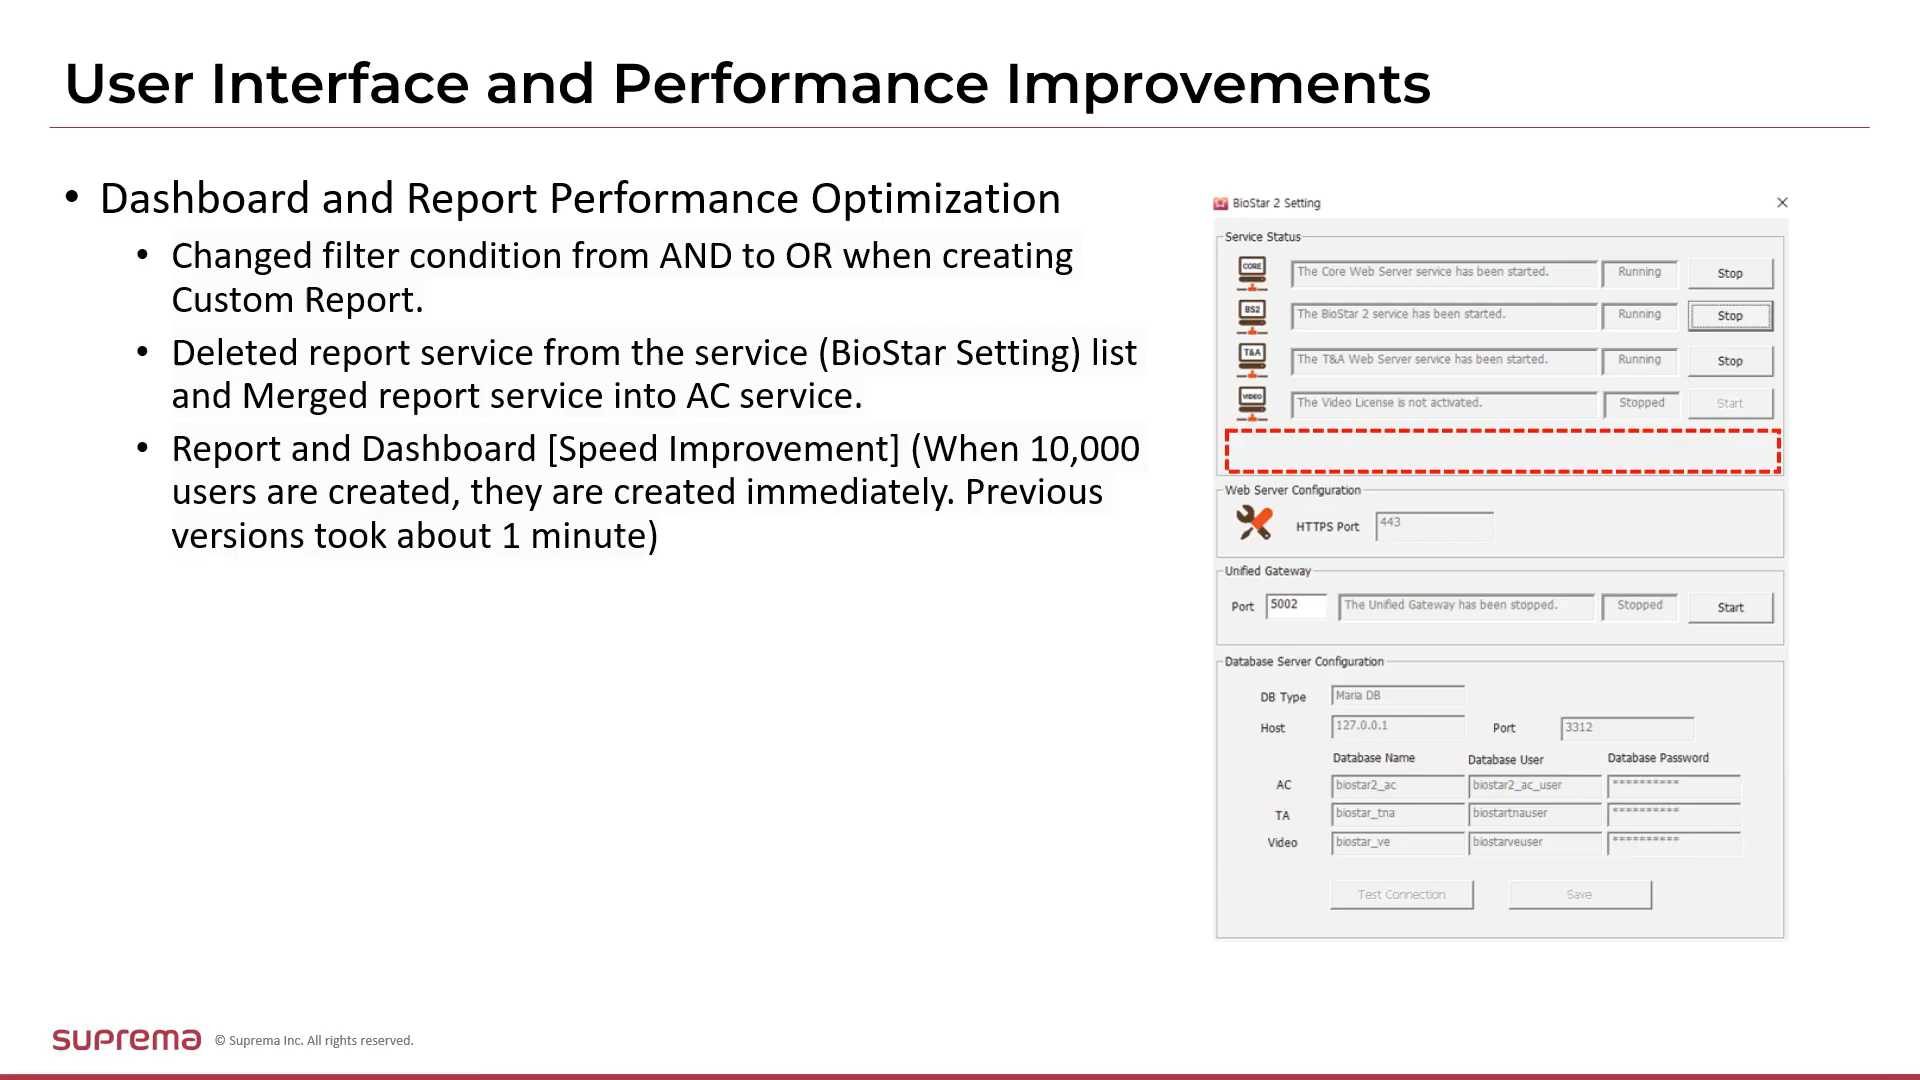 User Interface and Performance Improvements
• Dashboard and Report Performance Optimization
• Changed filter condition from AND to OR when creating
Custom Report.
• Deleted report service from the service (BioStar Setting) list
and Merged report service into AC service.
• Report and Dashboard [Speed Improvement] (When 10,000
users are created, they are created immediately. Previous
versions took about 1 minute)
BioStar 2 Setting
Service Status
CORE The Core Web Server service has been started. Running Stop
BS2 The BioStar 2 service has been started. Running Stop
T&A The T&A Web Server service has been started. Running Stop
VIDEO The Video License is not activated. Stopped Start
Web Server Configuration
HTTPS Port 443
Unified Gateway
Port 5002 The Unified Gateway has been stopped. Stopped Start
Database Server Configuration
DB Type Maria DB
Host 127.0.0.1 Port 3312
Database Name Database User Database Password
AC biostar2_ac biostar2_ac_user **********
TA biostar_tna biostartnauser **********
Video biostar_ve biostarveuser **********
Test Connection Save
suprema © Suprema Inc. All rights reserved.